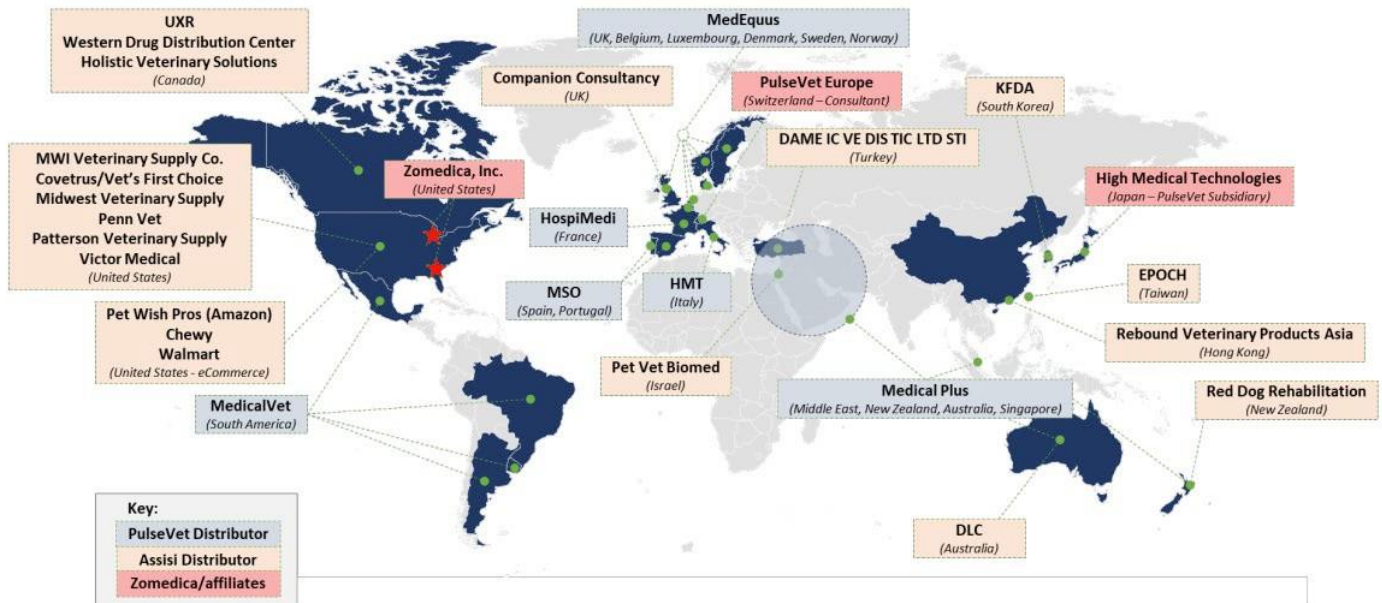 UXR
Western Drug Distribution Center
Holistic Veterinary Solutions
(Canada)
MedEquus
(UK, Belgium, Luxembourg, Denmark, Sweden, Norway)
Companion Consultancy
(UK)
PulseVet Europe
(Switzerland – Consultant)
KFDA
(South Korea)
DAME IC VE DIS TIC LTD STI
(Turkey)
MWI Veterinary Supply Co.
Covetrus/Vet's First Choice
Midwest Veterinary Supply
Penn Vet
Patterson Veterinary Supply
Victor Medical
(United States)
Zomedica, Inc.
(United States)
High Medical Technologies
(Japan – PulseVet Subsidiary)
HospiMedi
(France)
MSO
(Spain, Portugal)
HMT
(Italy)
EPOCH
(Taiwan)
Pet Wish Pros (Amazon)
Chewy
Walmart
(United States - eCommerce)
Rebound Veterinary Products Asia
(Hong Kong)
Pet Vet Biomed
(Israel)
Medical Plus
(Middle East, New Zealand, Australia, Singapore)
Red Dog Rehabilitation
(New Zealand)
MedicalVet
(South America)
DLC
(Australia)
Key:
PulseVet Distributor
Assisi Distributor
Zomedica/affiliates